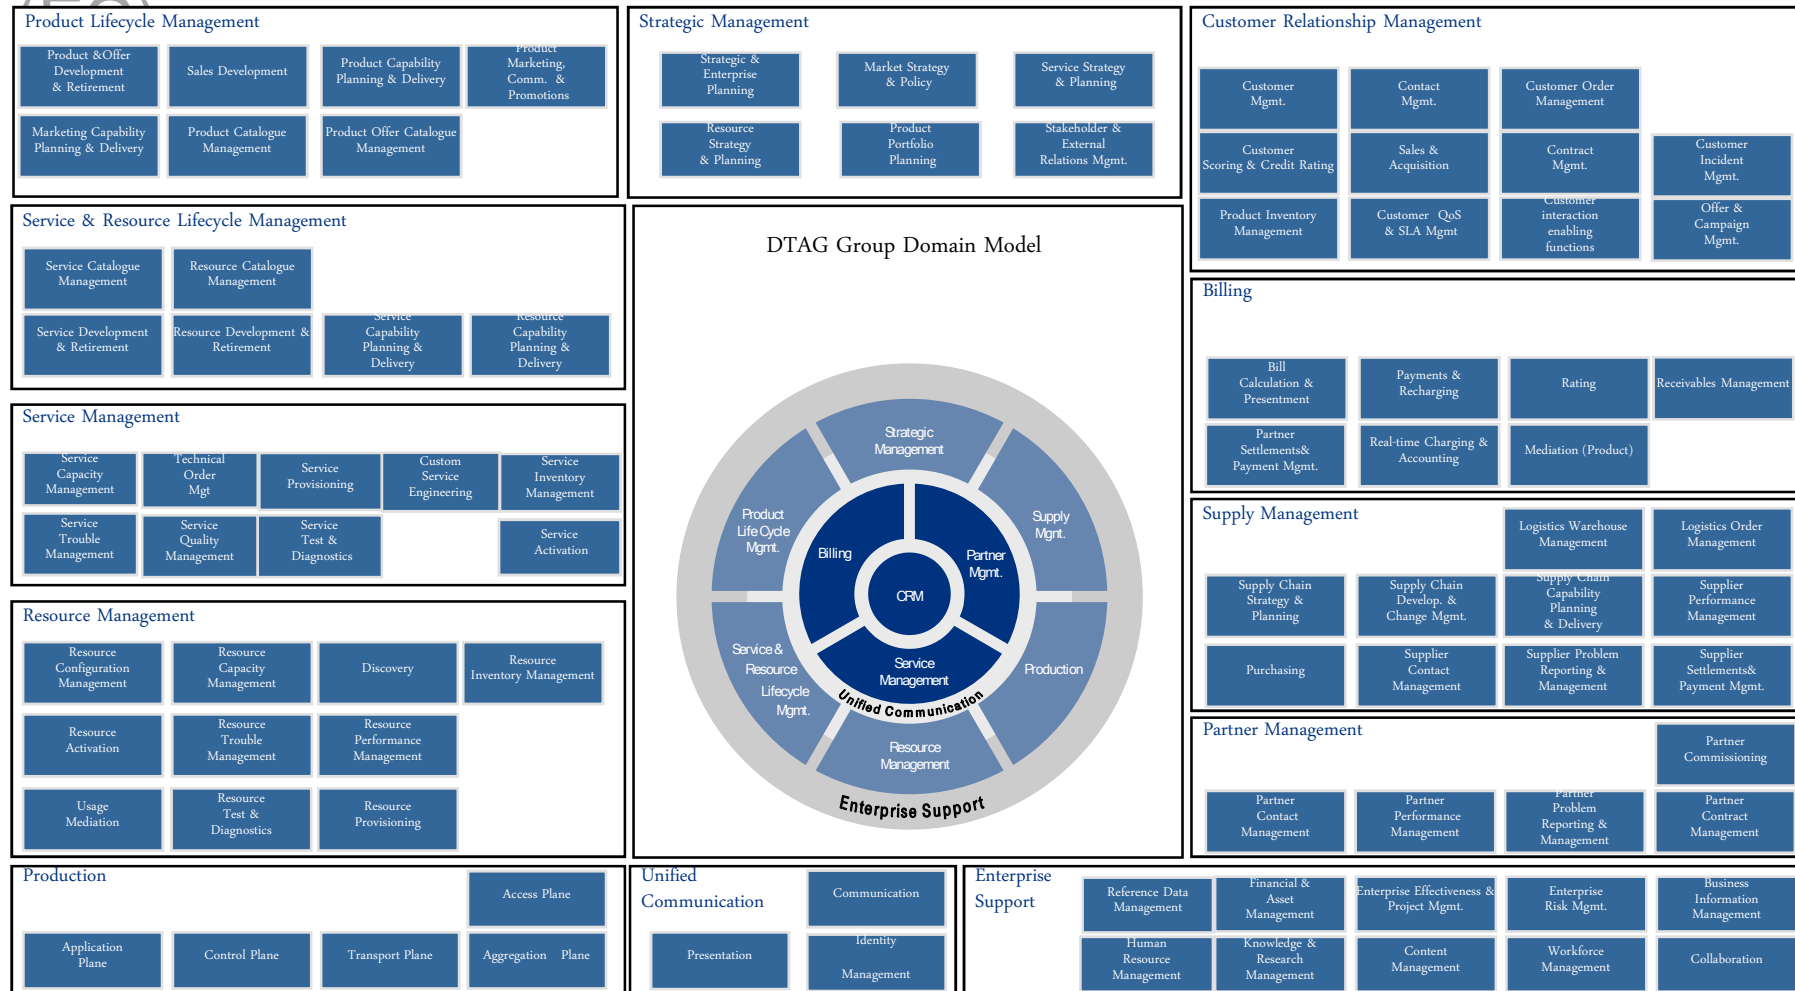 (EC)
Product Lifecycle Management
Product &Offer
Development
& Retirement
Sales Development
Product Capability
Planning & Delivery
Product
Marketing,
Comm. &
Promotions
Marketing Capability
Planning & Delivery
Product Catalogue
Management
Product Offer Catalogue
Management
Strategic Management
Strategic &
Enterprise
Planning
Market Strategy
& Policy
Service Strategy
& Planning
Resource
Strategy
& Planning
Product
Portfolio
Planning
Stakeholder &
External
Relations Mgmt.
Customer Relationship Management
Customer
Mgmt.
Contact
Mgmt.
Customer Order
Management
Customer
Scoring & Credit Rating
Sales &
Acquisition
Contract
Mgmt.
Customer
Incident
Mgmt.
Product Inventory
Management
Customer QoS
& SLA Mgmt
Customer
interaction
enabling
functions
Offer &
Campaign
Mgmt.
Service & Resource Lifecycle Management
Service Catalogue
Management
Resource Catalogue
Management
Service Development
& Retirement
Resource Development &
Retirement
Service
Capability
Planning &
Delivery
Resource
Capability
Planning &
Delivery
DTAG Group Domain Model
Strategic
Management
Product
Life Cycle
Mgmt.
Supply
Mgnt.
Billing
Partner
Mgmt.
CRM
Service &
Resource
Lifecycle
Mgmt.
Service
Management
Production
Unified Communication
Resource
Management
Enterprise Support
Billing
Bill
Calculation &
Presentment
Payments &
Recharging
Rating
Receivables Management
Partner
Settlements&
Payment Mgmt.
Real-time Charging &
Accounting
Mediation (Product)
Service Management
Service
Capacity
Management
Technical
Order
Mgt
Service
Provisioning
Custom
Service
Engineering
Service
Inventory
Management
Service
Trouble
Management
Service
Quality
Management
Service
Test &
Diagnostics
Service
Activation
Supply Management
Logistics Warehouse
Management
Logistics Order
Management
Supply Chain
Strategy &
Planning
Supply Chain
Develop. &
Change Mgmt.
Supply Chain
Capability
Planning
& Delivery
Supplier
Performance
Management
Purchasing
Supplier
Contact
Management
Supplier Problem
Reporting &
Management
Supplier
Settlements&
Payment Mgmt.
Resource Management
Resource
Configuration
Management
Resource
Capacity
Management
Discovery
Resource
Inventory Management
Resource
Activation
Resource
Trouble
Management
Resource
Performance
Management
Usage
Mediation
Resource
Test &
Diagnostics
Resource
Provisioning
Partner Management
Partner
Commissioning
Partner
Contact
Management
Partner
Performance
Management
Partner
Problem
Reporting &
Management
Partner
Contract
Management
Production
Access Plane
Application
Plane
Control Plane
Transport Plane
Aggregation Plane
Unified
Communication
Communication
Presentation
Identity
Management
Enterprise
Support
Reference Data
Management
Financial &
Asset
Management
Enterprise Effectiveness &
Project Mgmt.
Enterprise
Risk Mgmt.
Business
Information
Management
Human
Resource
Management
Knowledge &
Research
Management
Content
Management
Workforce
Management
Collaboration